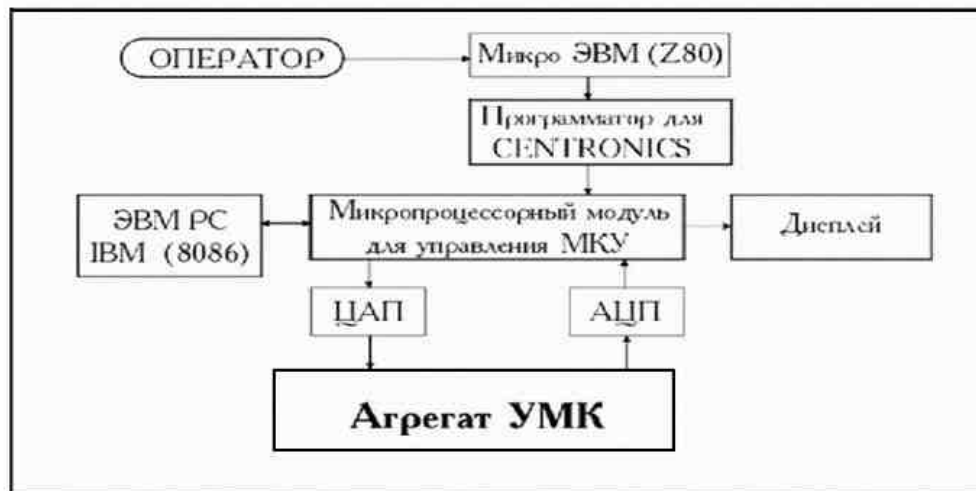 ОПЕРАТОР
Микро ЭВМ (Z80)
Программатор для
CENTRONICS
ЭВМ РС
IBM (8086)
Микропроцессорный модуль
для управления МКУ
Дисплей
ЦАП
АЦП
Агрегат УМК